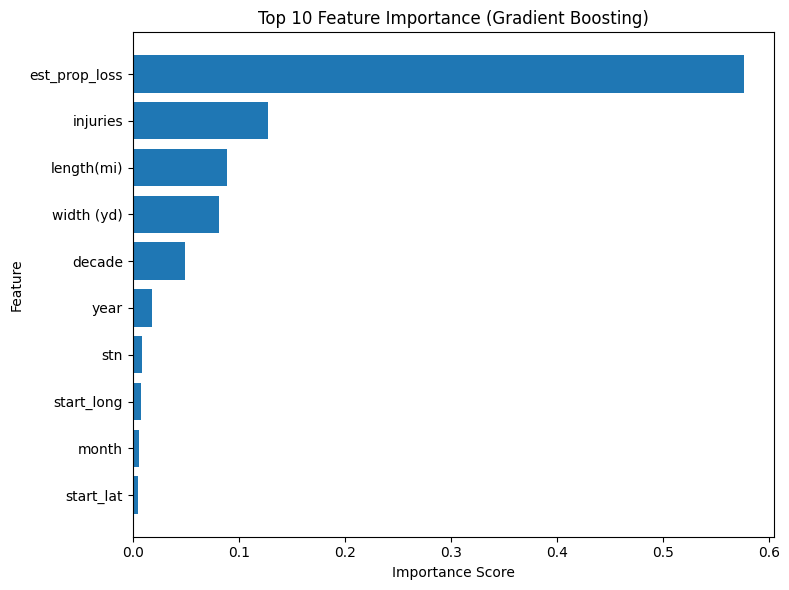 Top 10 Feature Importance (Gradient Boosting)
Feature
est_prop_loss
injuries
length(mi)
width (yd)
decade
year
stn
start_long
month
start_lat
0.0 0.1 0.2 0.3 0.4 0.5 0.6
Importance Score